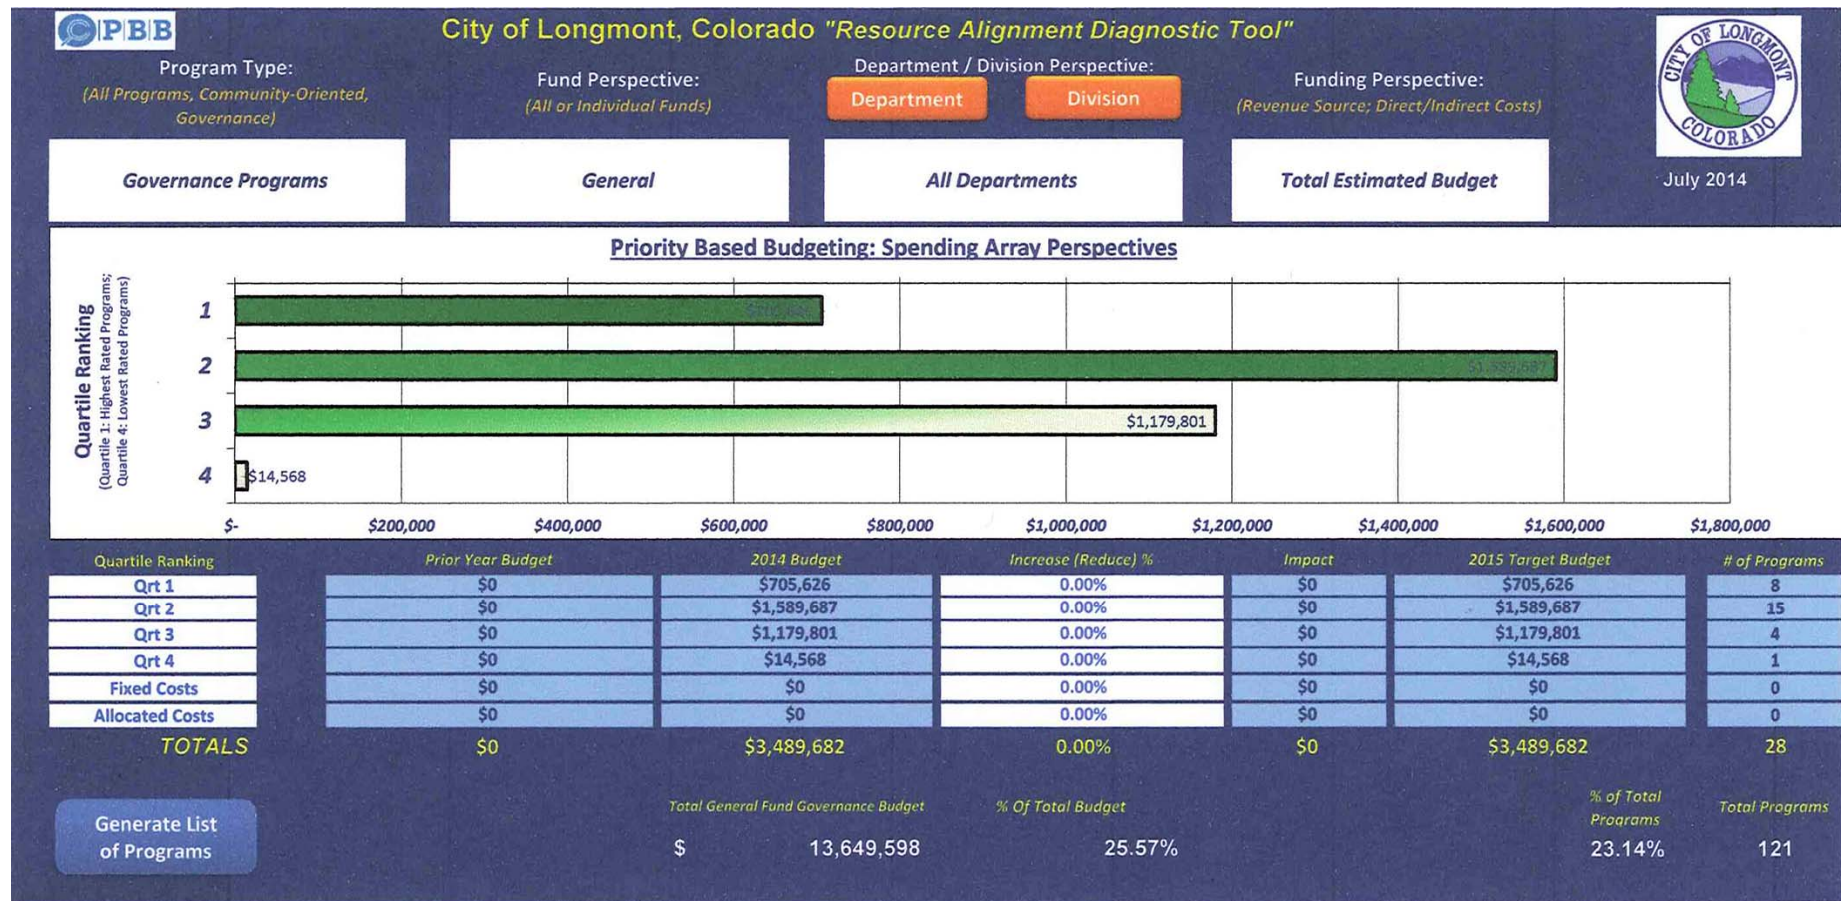 PBB
City of Longmont, Colorado "Resource Alignment Diagnostic Tool"
Program Type:
(All Programs, Community-Oriented,
Governance)
Fund Perspective:
(All or Individual Funds)
Department / Division Perspective:
Department
Division
Funding Perspective:
(Revenue Source; Direct/Indirect Costs)
CITY OF LONGMONT
COLORADO
Governance Programs
General
All Departments
Total Estimated Budget
July 2014
Priority Based Budgeting: Spending Array Perspectives
Quartile Ranking
(Quartile 1: Highest Rated Programs;
Quartile 4: Lowest Rated Programs)
1
2
$1,589,687
3
$1,179,801
4
$14,568
$- $200,000 $400,000 $600,000 $800,000 $1,000,000 $1,200,000 $1,400,000 $1,600,000 $1,800,000
Quartile Ranking Prior Year Budget 2014 Budget Increase (Reduce) % Impact 2015 Target Budget # of Programs
Qrt 1 $0 $705,626 0.00% $0 $705,626 8
Qrt 2 $0 $1,589,687 0.00% $0 $1,589,687 15
Qrt 3 $0 $1,179,801 0.00% $0 $1,179,801 4
Qrt 4 $0 $14,568 0.00% $0 $14,568 1
Fixed Costs $0 $0 0.00% $0 $0 0
Allocated Costs $0 $0 0.00% $0 $0 0
TOTALS $0 $3,489,682 0.00% $0 $3,489,682 28
Generate List
of Programs
Total General Fund Governance Budget
$ 13,649,598
% Of Total Budget
25.57%
% of Total
Programs
23.14%
Total Programs
121